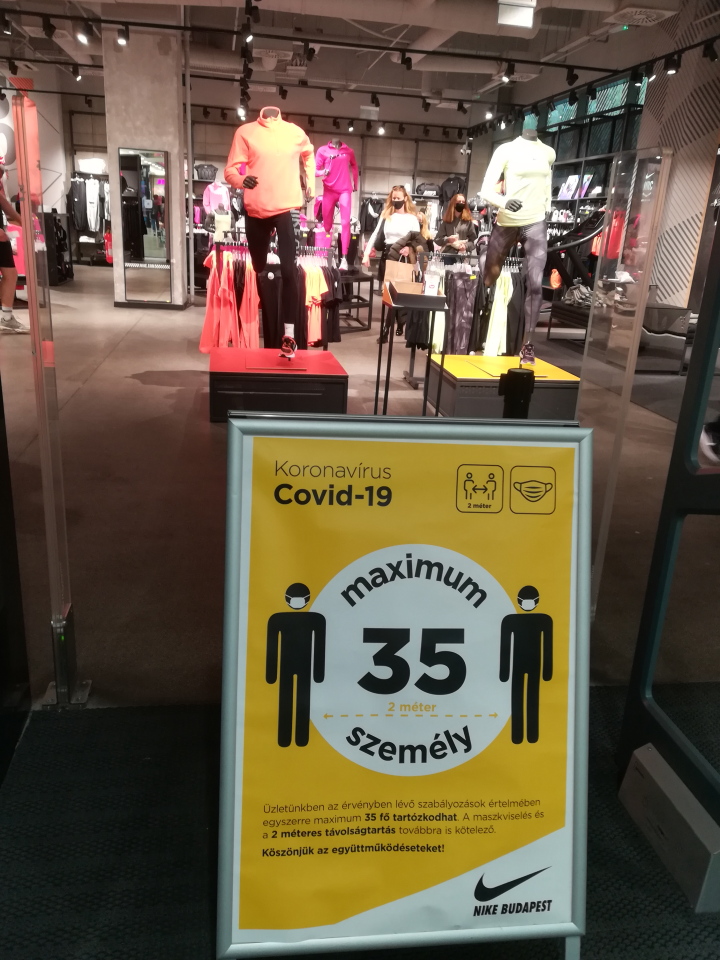 Koronavírus
Covid-19
2 méter
maximum
35
2 méter
személy
Üzletünkben az érvényben lévő szabályozások értelmében
egyszerre maximum 35 fő tartózkodhat. A maszkviselés és
a 2 méteres távolságtartás továbbra is kötelező.
Köszönjük az együttműködéseteket!
NIKE BUDAPEST